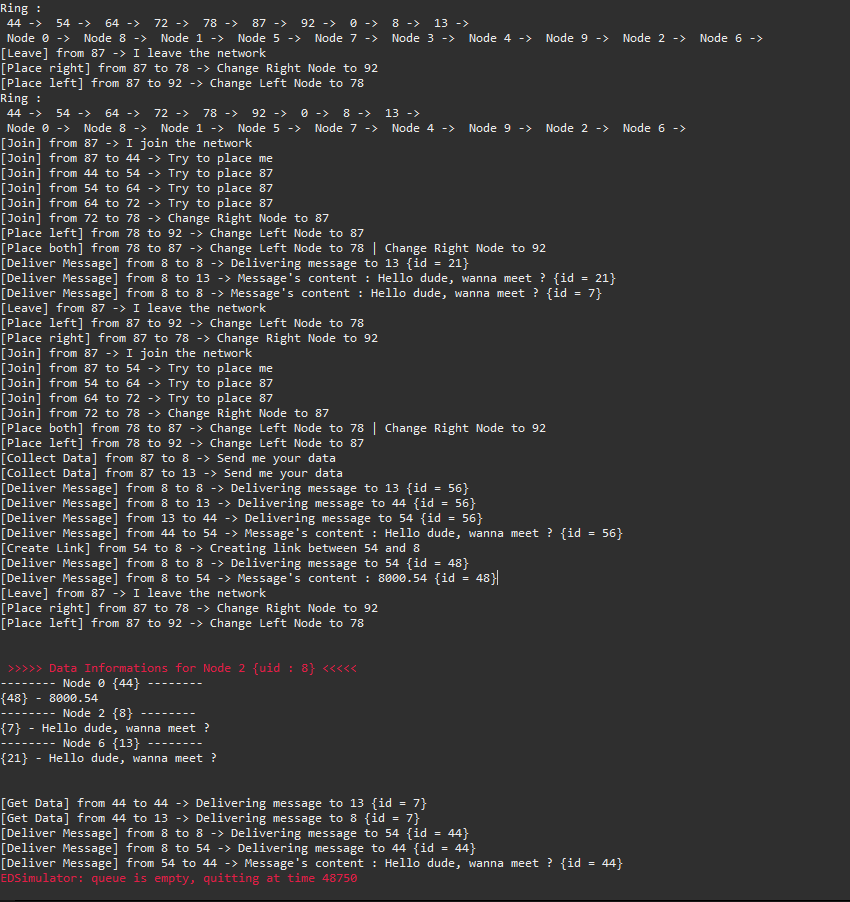 Ring :
44 -> 54 -> 64 -> 72 -> 78 -> 87 -> 92 -> 0 -> 8 -> 13 ->
Node 0 -> Node 8 -> Node 1 -> Node 5 -> Node 7 -> Node 3 -> Node 4 -> Node 9 -> Node 2 -> Node 6 ->
[Leave] from 87 -> I leave the network
[Place right] from 87 to 78 -> Change Right Node to 92
[Place left] from 87 to 92 -> Change Left Node to 78
Ring :
44 -> 54 -> 64 -> 72 -> 78 -> 92 -> 0 -> 8 -> 13 ->
Node 0 -> Node 8 -> Node 1 -> Node 5 -> Node 7 -> Node 4 -> Node 9 -> Node 2 -> Node 6 ->
[Join] from 87 -> I join the network
[Join] from 87 to 44 -> Try to place me
[Join] from 44 to 54 -> Try to place 87
[Join] from 54 to 64 -> Try to place 87
[Join] from 64 to 72 -> Try to place 87
[Join] from 72 to 78 -> Change Right Node to 87
[Place left] from 78 to 92 -> Change Left Node to 87
[Place both] from 78 to 87 -> Change Left Node to 78 | Change Right Node to 92
[Deliver Message] from 8 to 8 -> Delivering message to 13 {id = 21}
[Deliver Message] from 8 to 13 -> Message's content : Hello dude, wanna meet ? {id = 21}
[Deliver Message] from 8 to 8 -> Message's content : Hello dude, wanna meet ? {id = 7}
[Leave] from 87 -> I leave the network
[Place left] from 87 to 92 -> Change Left Node to 78
[Place right] from 87 to 78 -> Change Right Node to 92
[Join] from 87 -> I join the network
[Join] from 87 to 54 -> Try to place me
[Join] from 54 to 64 -> Try to place 87
[Join] from 64 to 72 -> Try to place 87
[Join] from 72 to 78 -> Change Right Node to 87
[Place both] from 78 to 87 -> Change Left Node to 78 | Change Right Node to 92
[Place left] from 78 to 92 -> Change Left Node to 87
[Collect Data] from 87 to 8 -> Send me your data
[Collect Data] from 87 to 13 -> Send me your data
[Deliver Message] from 8 to 8 -> Delivering message to 13 {id = 56}
[Deliver Message] from 8 to 13 -> Delivering message to 44 {id = 56}
[Deliver Message] from 13 to 44 -> Delivering message to 54 {id = 56}
[Deliver Message] from 44 to 54 -> Message's content : Hello dude, wanna meet ? {id = 56}
[Create Link] from 54 to 8 -> Creating link between 54 and 8
[Deliver Message] from 8 to 8 -> Delivering message to 54 {id = 48}
[Deliver Message] from 8 to 54 -> Message's content : 8000.54 {id = 48}
[Leave] from 87 -> I leave the network
[Place right] from 87 to 78 -> Change Right Node to 92
[Place left] from 87 to 92 -> Change Left Node to 78
>>>>> Data Informations for Node 2 {uid : 8} <<<<<
-------- Node 0 {44} --------
{48} - 8000.54
-------- Node 2 {8} --------
{7} - Hello dude, wanna meet ?
-------- Node 6 {13} --------
{21} - Hello dude, wanna meet ?
[Get Data] from 44 to 44 -> Delivering message to 13 {id = 7}
[Get Data] from 44 to 13 -> Delivering message to 8 {id = 7}
[Deliver Message] from 8 to 8 -> Delivering message to 54 {id = 44}
[Deliver Message] from 8 to 54 -> Delivering message to 44 {id = 44}
[Deliver Message] from 54 to 44 -> Message's content : Hello dude, wanna meet ? {id = 44}
EDSimulator: queue is empty, quitting at time 48750